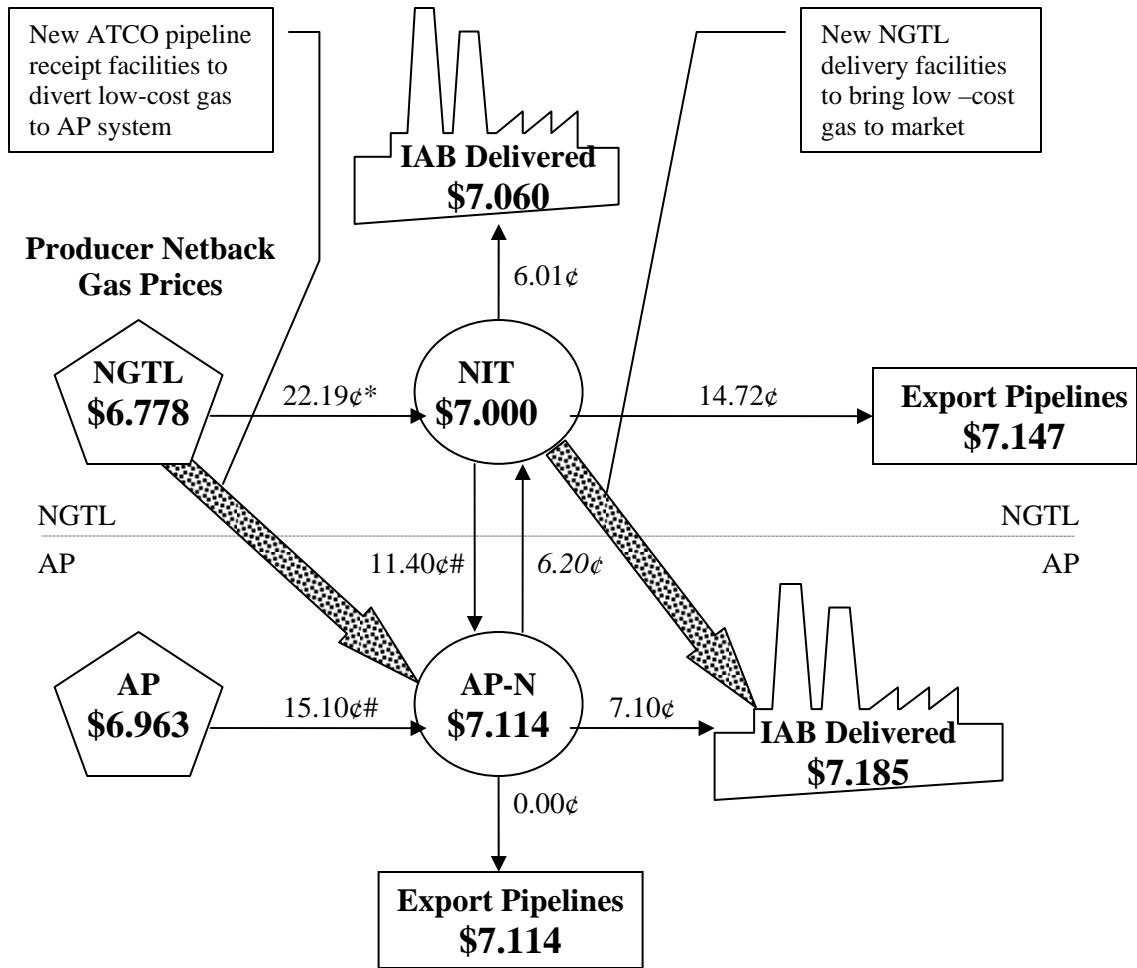 New ATCO pipeline
receipt facilities to
divert low-cost gas
to AP system
New NGTL
delivery facilities
to bring low –cost
gas to market
IAB Delivered
$7.060
Producer Netback
Gas Prices
6.01¢
NGTL
$6.778
22.19¢*
NIT
$7.000
14.72¢
Export Pipelines
$7.147
NGTL
NGTL
AP
11.40¢#
6.20¢
AP
AP
$6.963
15.10¢#
AP-N
$7.114
7.10¢
IAB Delivered
$7.185
0.00¢
Export Pipelines
$7.114